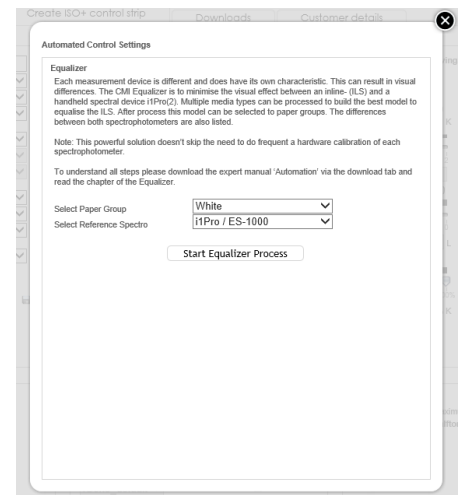 Create ISO+ control strip Downloads Customer details
Automated Control Settings
Equalizer
Each measurement device is different and does have its own characteristic. This can result in visual
differences. The CMI Equalizer is to minimise the visual effect between an inline- (ILS) and a
handheld spectral device i1Pro(2). Multiple media types can be processed to build the best model to
equalise the ILS. After process this model can be selected to paper groups. The differences
between both spectrophotometers are also listed.
Note: This powerful solution doesn't skip the need to do frequent a hardware calibration of each
spectrophotometer.
To understand all steps please download the expert manual 'Automation' via the download tab and
read the chapter of the Equalizer.
Select Paper Group White
Select Reference Spectro i1Pro / ES-1000
Start Equalizer Process